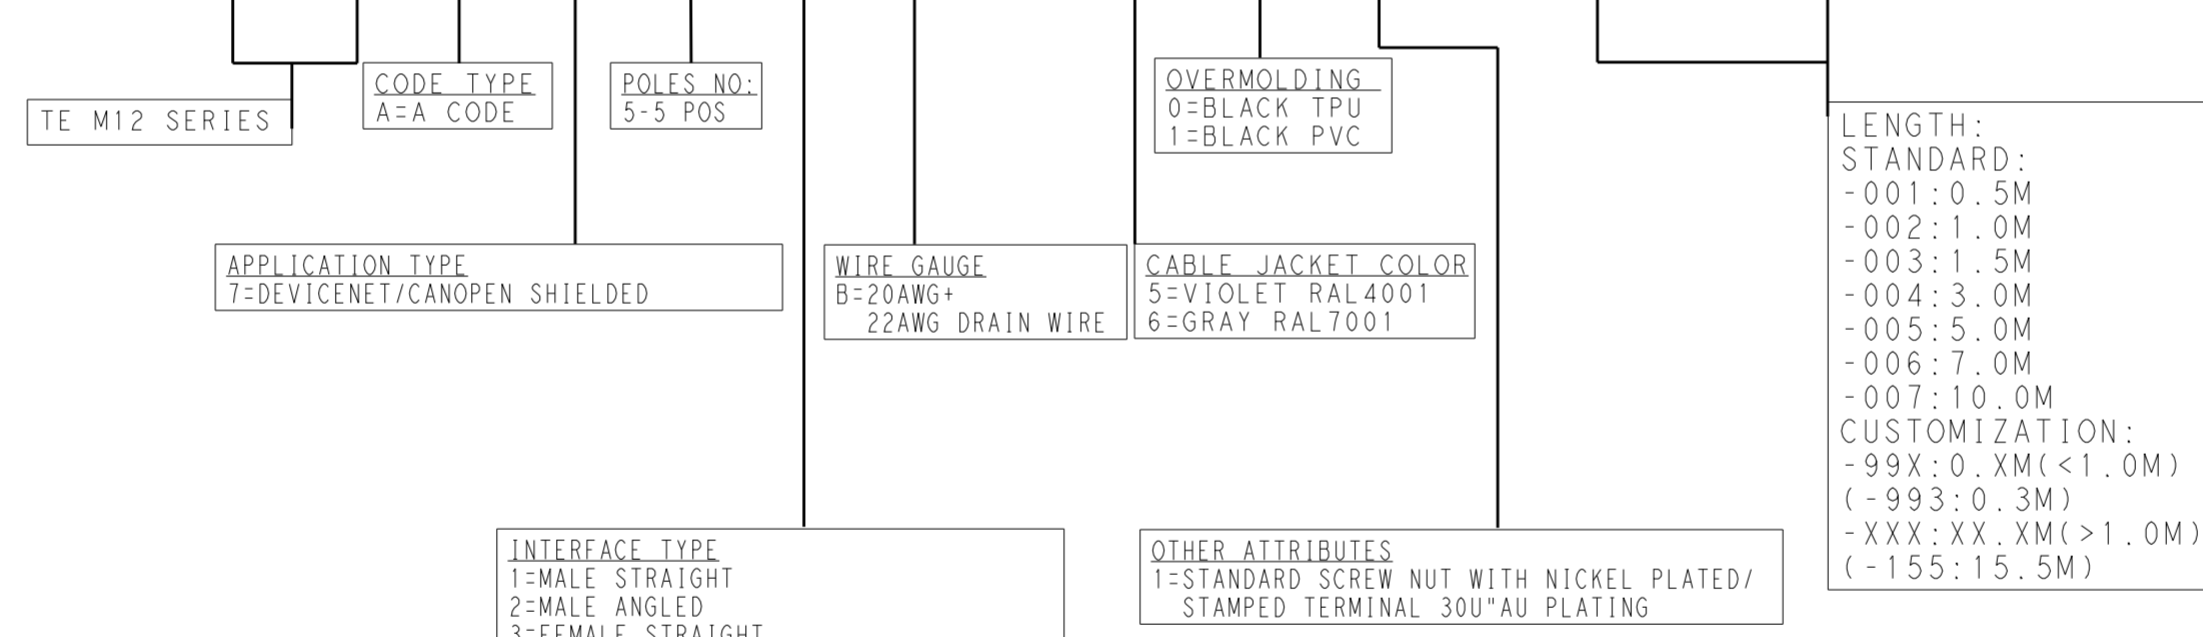 TE M12 SERIES
CODE TYPE
A=A CODE
POLES NO:
5-5 POS
OVERMOLDING
0=BLACK TPU
1=BLACK PVC
APPLICATION TYPE
7=DEVICENET/CANOPEN SHIELDED
WIRE GAUGE
B=20AWG+
22AWG DRAIN WIRE
CABLE JACKET COLOR
5=VIOLET RAL4001
6=GRAY RAL7001
LENGTH:
STANDARD:
-001:0.5M
-002:1.0M
-003:1.5M
-004:3.0M
-005:5.0M
-006:7.0M
-007:10.0M
CUSTOMIZATION:
-99X:0.XM(<1.0M)
(-993:0.3M)
-XXX:XX.XM(>1.0M)
(-155:15.5M)
INTERFACE TYPE
1=MALE STRAIGHT
2=MALE ANGLED
3=FEMALE STRAIGHT
OTHER ATTRIBUTES
1=STANDARD SCREW NUT WITH NICKEL PLATED/
STAMPED TERMINAL 30U"AU PLATING